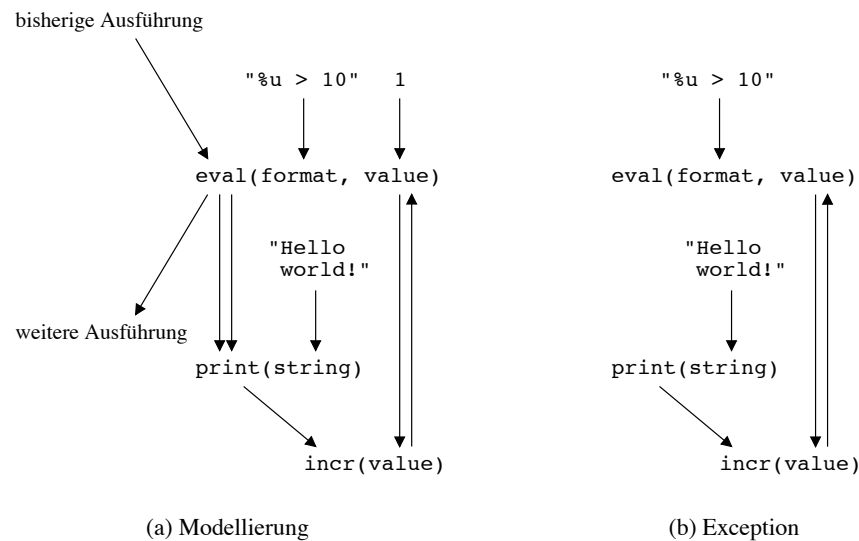 bisherige Ausführung
"%u > 10" 1
eval(format, value)
"Hello
world!"
weitere Ausführung
print(string)
incr(value)
(a) Modellierung
"%u > 10"
eval(format, value)
"Hello
world!"
print(string)
incr(value)
(b) Exception